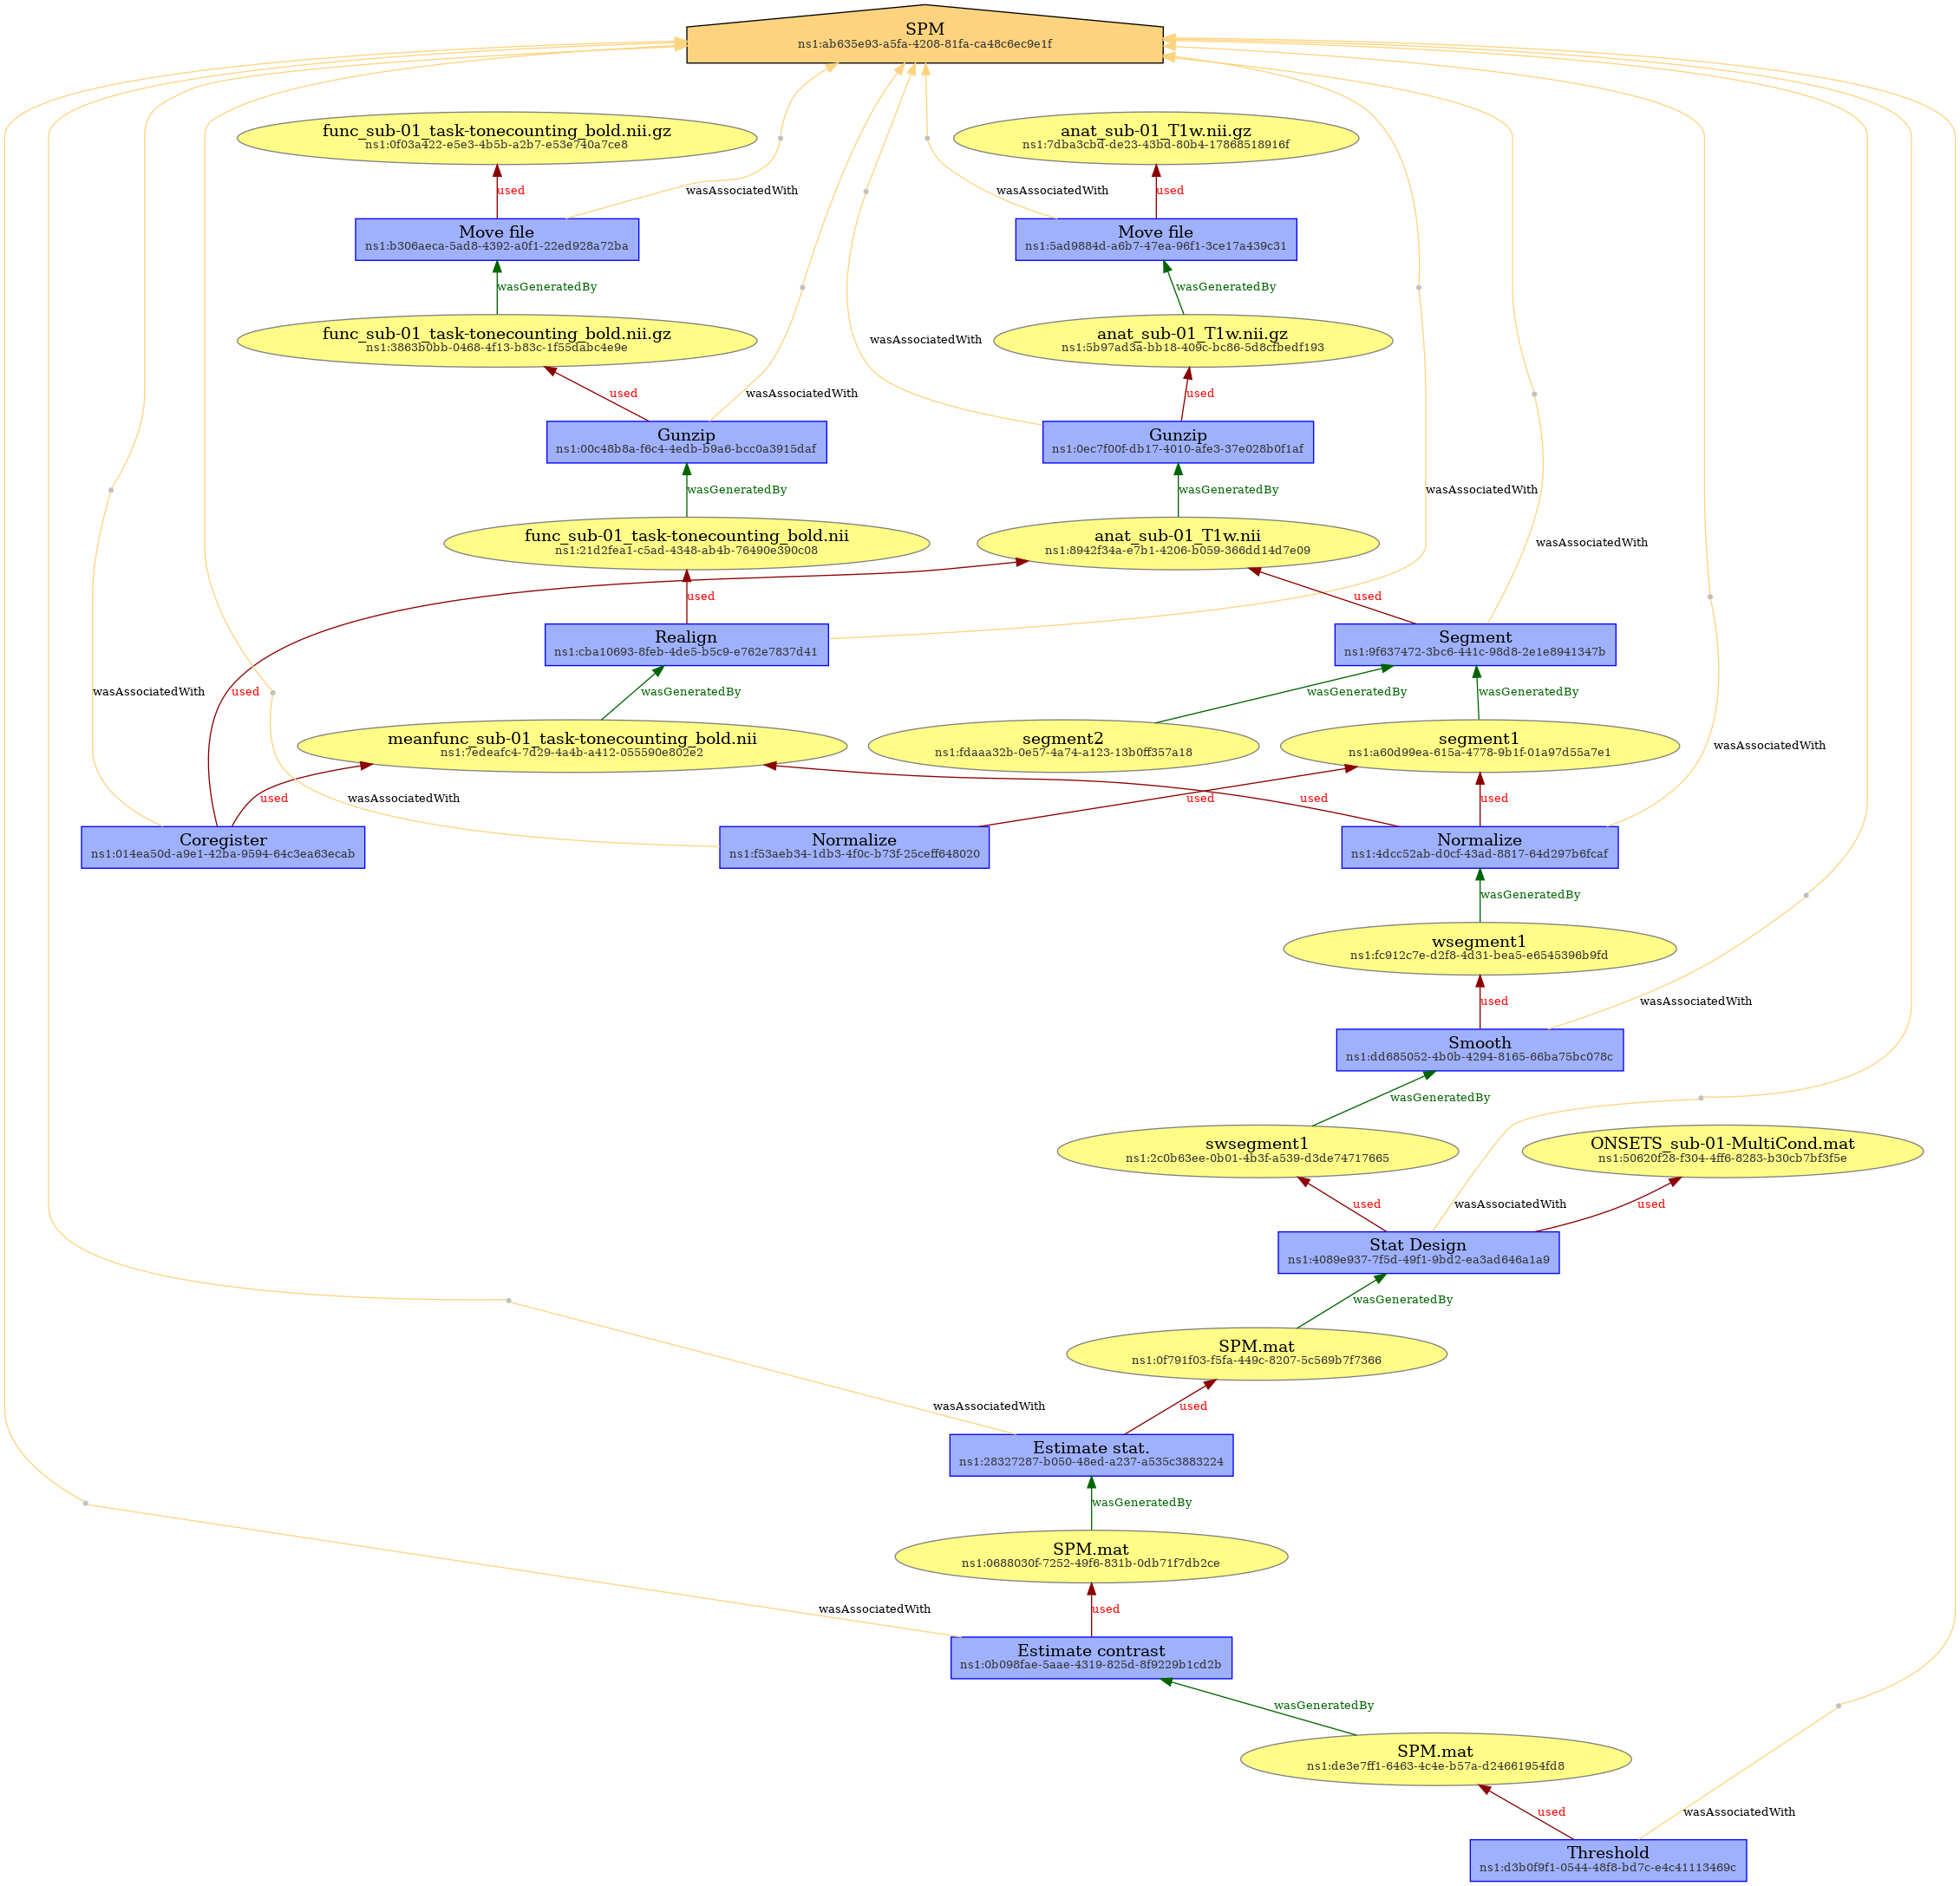 SPM
ns1:ab635e93-a5fa-4208-81fa-ca48c6ec9e1f
func_sub-01_task-tonecounting_bold.nii.gz
ns1:0f03a422-e5e3-4b5b-a2b7-e53e740a7ce8
anat_sub-01_T1w.nii.gz
ns1:7dba3cbd-de23-43bd-80b4-17868518916f
used
wasAssociatedWith
wasAssociatedWith
used
Move file
ns1:b306aeca-5ad8-4392-a0f1-22ed928a72ba
Move file
ns1:5ad9884d-a6b7-47ea-96f1-3ce17a439c31
wasGeneratedBy
wasGeneratedBy
func_sub-01_task-tonecounting_bold.nii.gz
ns1:3863b0bb-0468-4f13-b83c-1f55dabc4e9e
wasAssociatedWith
anat_sub-01_T1w.nii.gz
ns1:5b97ad3a-bb18-409c-bc86-5d8cfbedf193
used
wasAssociatedWith
used
Gunzip
ns1:00c48b8a-f6c4-4edb-b9a6-bcc0a3915daf
Gunzip
ns1:0ec7f00f-db17-4010-afe3-37e028b0f1af
wasGeneratedBy
wasGeneratedBy
wasAssociatedWith
func_sub-01_task-tonecounting_bold.nii
ns1:21d2fea1-c5ad-4348-ab4b-76490e390c08
anat_sub-01_T1w.nii
ns1:8942f34a-e7b1-4206-b059-366dd14d7e09
wasAssociatedWith
used
used
Realign
ns1:cba10693-8feb-4de5-b5c9-e762e7837d41
Segment
ns1:9f637472-3bc6-441c-98d8-2e1e8941347b
wasAssociatedWith
used
wasGeneratedBy
wasGeneratedBy
wasGeneratedBy
meanfunc_sub-01_task-tonecounting_bold.nii
ns1:7edeafc4-7d29-4a4b-a412-055590e802e2
segment2
ns1:fdaaa32b-0e57-4a74-a123-13b0ff357a18
segment1
ns1:a60d99ea-615a-4778-9b1f-01a97d55a7e1
wasAssociatedWith
used
wasAssociatedWith
used
used
used
Coregister
ns1:014ea50d-a9e1-42ba-9594-64c3ea63ecab
Normalize
ns1:f53aeb34-1db3-4f0c-b73f-25ceff648020
Normalize
ns1:4dcc52ab-d0cf-43ad-8817-64d297b6fcaf
wasGeneratedBy
wsegment1
ns1:fc912c7e-d2f8-4d31-bea5-e6545396b9fd
used
wasAssociatedWith
Smooth
ns1:dd685052-4b0b-4294-8165-66ba75bc078c
wasGeneratedBy
swsegment1
ns1:2c0b63ee-0b01-4b3f-a539-d3de74717665
ONSETS_sub-01-MultiCond.mat
ns1:50620f28-f304-4ff6-8283-b30cb7bf3f5e
used
wasAssociatedWith
used
Stat Design
ns1:4089e937-7f5d-49f1-9bd2-ea3ad646a1a9
wasGeneratedBy
SPM.mat
ns1:0f791f03-f5fa-449c-8207-5c569b7f7366
wasAssociatedWith
used
Estimate stat.
ns1:28327287-b050-48ed-a237-a535c3883224
wasGeneratedBy
SPM.mat
ns1:0688030f-7252-49f6-831b-0db71f7db2ce
wasAssociatedWith
used
Estimate contrast
ns1:0b098fae-5aae-4319-825d-8f9229b1cd2b
wasGeneratedBy
SPM.mat
ns1:de3e7ff1-6463-4c4e-b57a-d24661954fd8
used
wasAssociatedWith
Threshold
ns1:d3b0f9f1-0544-48f8-bd7c-e4c41113469c